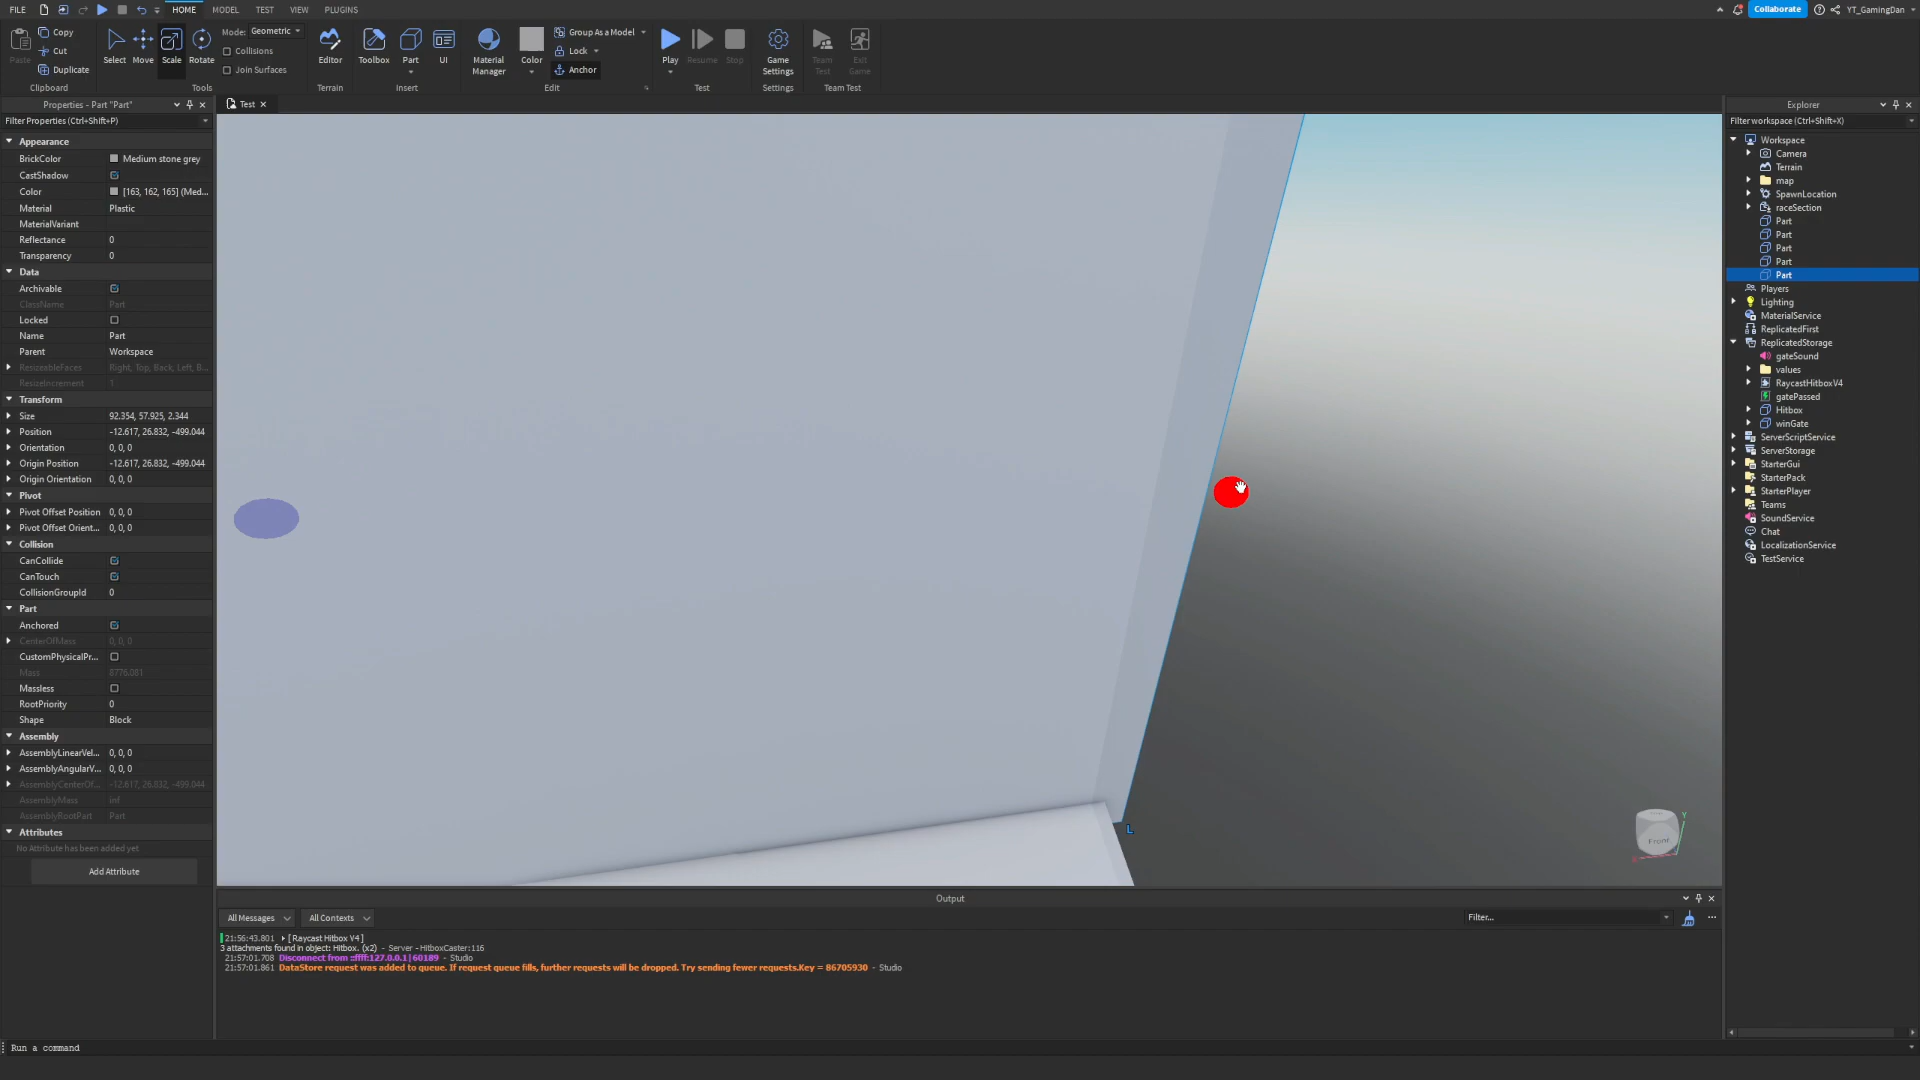 FILE HOME MODEL TEST VIEW PLUGINS Collaborate YT_GamingDan
Paste Copy Cut Duplicate Clipboard
Select Move Scale Rotate Mode: Geometric Collisions Join Surfaces Tools
Editor Terrain
Toolbox Part UI Insert
Material Manager Color Group As a Model Lock Anchor Edit
Play Resume Stop Test
Game Settings Settings
Team Test Exit Game Team Test
Properties - Part "Part"
Filter Properties (Ctrl+Shift+P)
Appearance
BrickColor Medium stone grey
CastShadow
Color [163, 162, 165] (Med...
Material Plastic
MaterialVariant
Reflectance 0
Transparency 0
Data
Archivable
ClassName Part
Locked
Name Part
Parent Workspace
ResizeableFaces Right, Top, Back, Left, B...
ResizeIncrement 1
Transform
Size 92.354, 57.925, 2.344
Position -12.617, 26.832, -499.044
Orientation 0, 0, 0
Origin Position -12.617, 26.832, -499.044
Origin Orientation 0, 0, 0
Pivot
Pivot Offset Position 0, 0, 0
Pivot Offset Orient... 0, 0, 0
Collision
CanCollide
CanTouch
CollisionGroupId 0
Part
Anchored
CenterOfMass 0, 0, 0
CustomPhysicalPr...
Mass 8776.081
Massless
RootPriority 0
Shape Block
Assembly
AssemblyLinearVel... 0, 0, 0
AssemblyAngularV... 0, 0, 0
AssemblyCenterOf... -12.617, 26.832, -499.044
AssemblyMass inf
AssemblyRootPart Part
Attributes
No Attribute has been added yet
Add Attribute
Test
L
Front
Y
Output
All Messages All Contexts Filter...
21:56:43.801 [Raycast Hitbox V4]
3 attachments found in object: Hitbox. (x2) - Server - HitboxCaster:116
21:57:01.708 Disconnect from ::ffff:127.0.0.1|60189 - Studio
21:57:01.861 DataStore request was added to queue. If request queue fills, further requests will be dropped. Try sending fewer requests.Key = 86705930 - Studio
Run a command
Explorer
Filter workspace (Ctrl+Shift+X)
Workspace
Camera
Terrain
map
SpawnLocation
raceSection
Part
Part
Part
Part
Part
Players
Lighting
MaterialService
ReplicatedFirst
ReplicatedStorage
gateSound
values
RaycastHitboxV4
gatePassed
Hitbox
winGate
ServerScriptService
ServerStorage
StarterGui
StarterPack
StarterPlayer
Teams
SoundService
Chat
LocalizationService
TestService